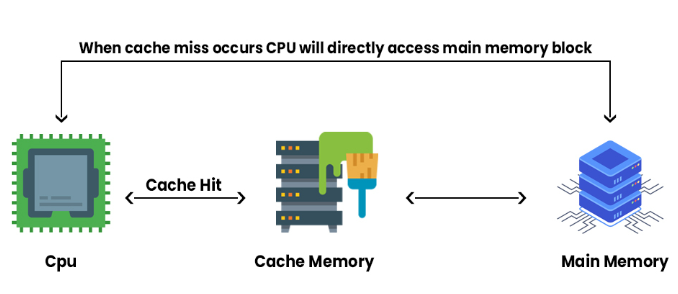 When cache miss occurs CPU will directly access main memory block
Cache Hit
Cpu
Cache Memory
Main Memory